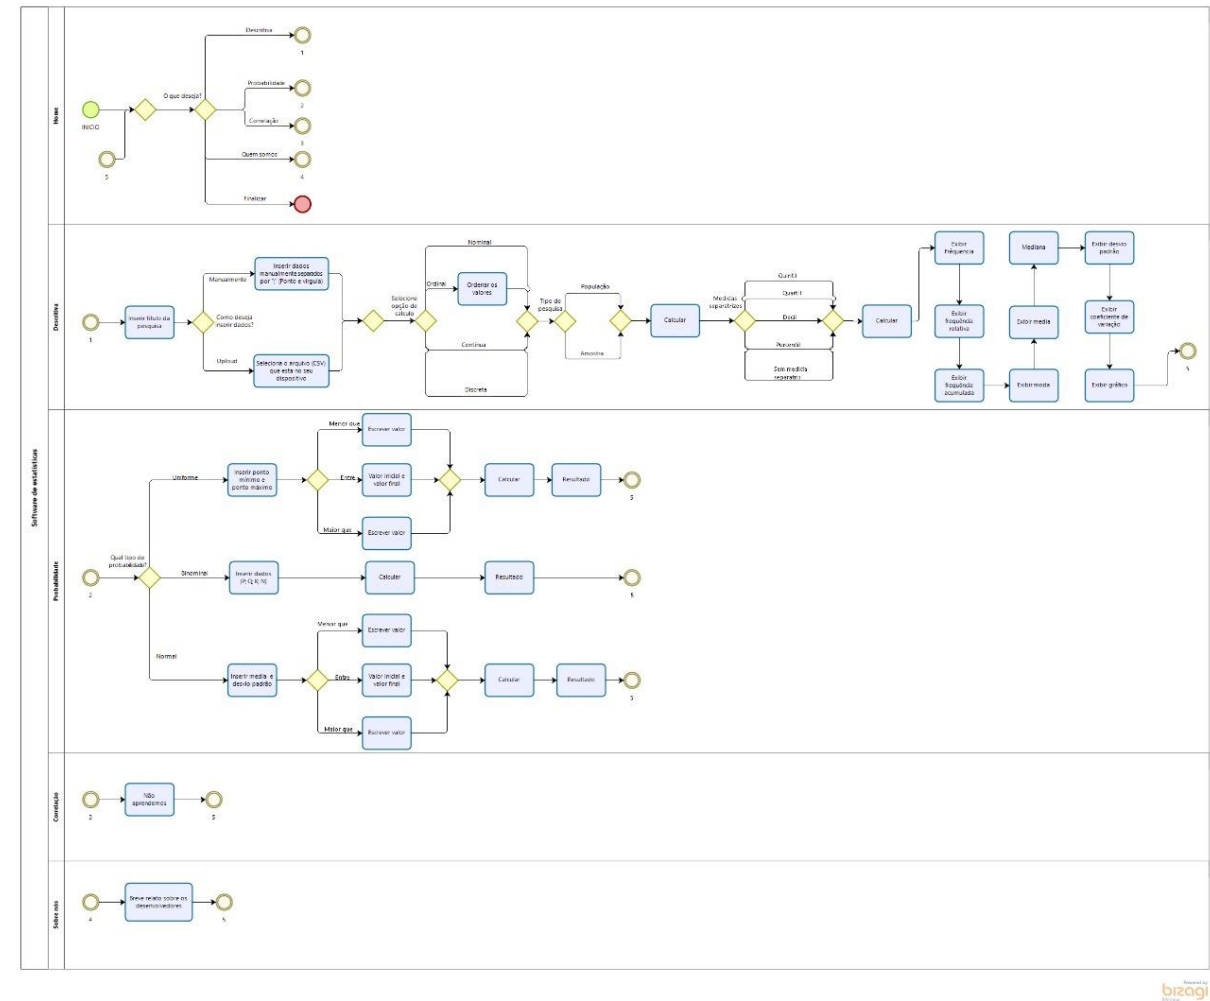 Software de estatísticas
Home
INICIO
5
O que deseja?
Descritiva
1
Probabilidade
2
Correlação
3
Quem somos
4
Finalizar
Descritiva
1
Inserir título da
pesquisa
Como deseja
inserir dados?
Manualmente
Inserir dados
manualmente separados
por ";" (Ponto e vírgula)
Upload
Seleciona o arquivo (CSV)
que esta no seu
dispositivo
Selecione
opção de
calculo
Nominal
Ordinal
Ordenar os
valores
Contínua
Discreta
Tipo de
pesquisa
População
Amostra
Calcular
Medidas
separatrizes
Quintil
Quartil
Decil
Percentil
Sem medida
separatriz
Calcular
Exibir
Frêquencia
Exibir
frequência
relativa
Exibir
frequência
acumulada
Exibir moda
Exibir media
Mediana
Exibir desvio
padrão
Exibir
coeficiente de
variação
Exibir gráfico
5
Probabilidade
2
Qual tipo de
probabilidade?
Uniforme
Inserir ponto
mínimo e
ponto máximo
Menor que
Escrever valor
Entre
Valor inicial e
valor final
Maior que
Escrever valor
Calcular
Resultado
5
Binominal
Inserir dados
(P; Q; K; N)
Calcular
Resultado
5
Normal
Inserir media e
desvio padrão
Menor que
Escrever valor
Entre
Valor inicial e
valor final
Maior que
Escrever valor
Calcular
Resultado
5
Correlação
3
Não
aprendemos
5
Sobre nós
4
Breve relato sobre os
desenvolvedores
5
Powered by
bizagi
Modeler